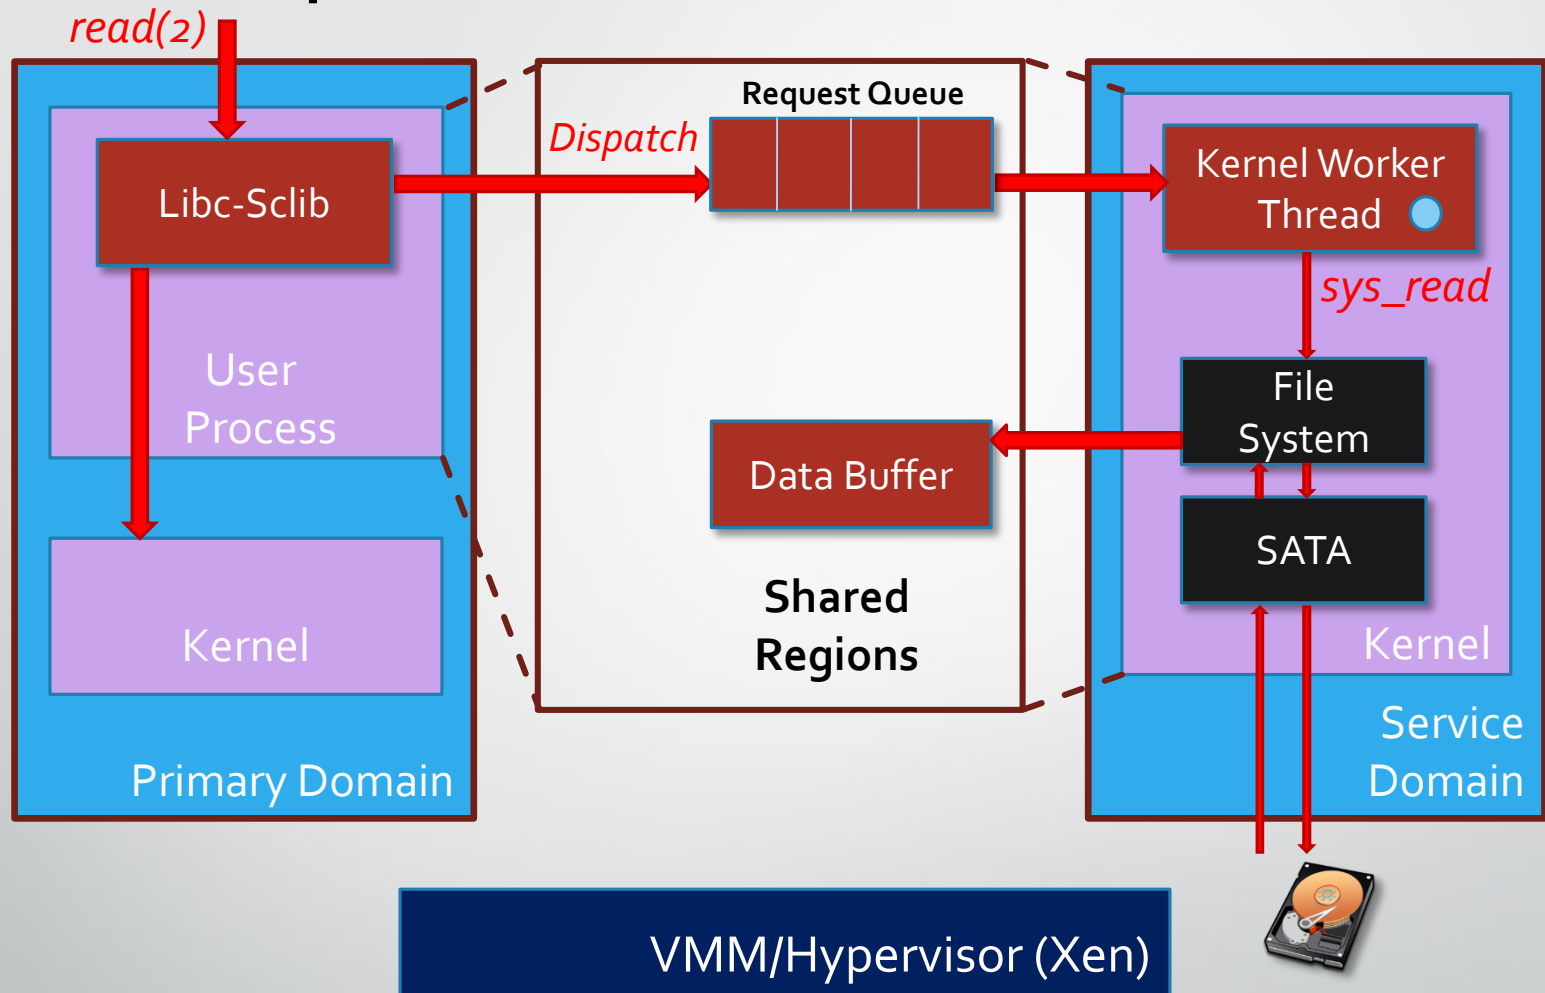 read(2)
Request Queue
Dispatch
Libc-Sclib
Kernel Worker
Thread
sys_read
User
Process
File
System
Data Buffer
SATA
Shared
Regions
Kernel
Kernel
Primary Domain
Service
Domain
VMM/Hypervisor (Xen)